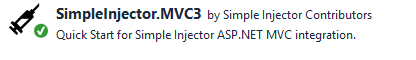 SimpleInjector.MVC3 by Simple Injector Contributors
Quick Start for Simple Injector ASP.NET MVC integration.